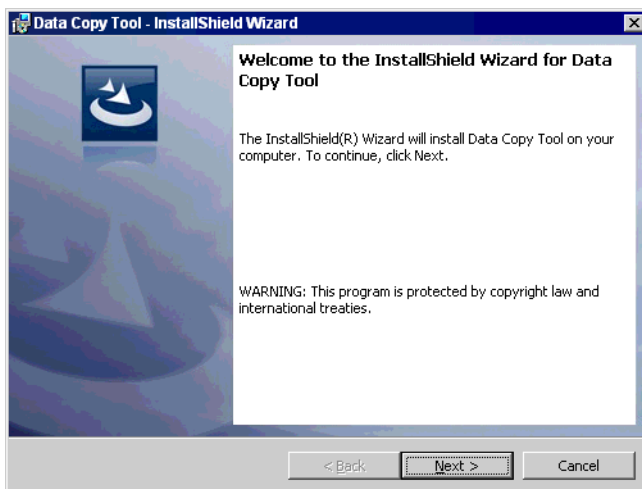 Data Copy Tool - InstallShield Wizard
Welcome to the InstallShield Wizard for Data
Copy Tool
The InstallShield(R) Wizard will install Data Copy Tool on your
computer. To continue, click Next.
WARNING: This program is protected by copyright law and
international treaties.
< Back
Next >
Cancel